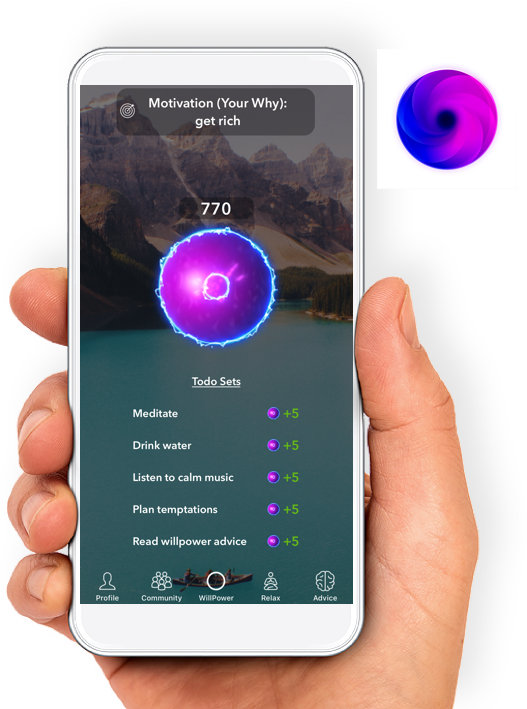 Motivation (Your Why):
get rich
770
Todo Sets
Meditate +5
Drink water +5
Listen to calm music +5
Plan temptations +5
Read willpower advice +5
Profile Community WillPower Relax Advice